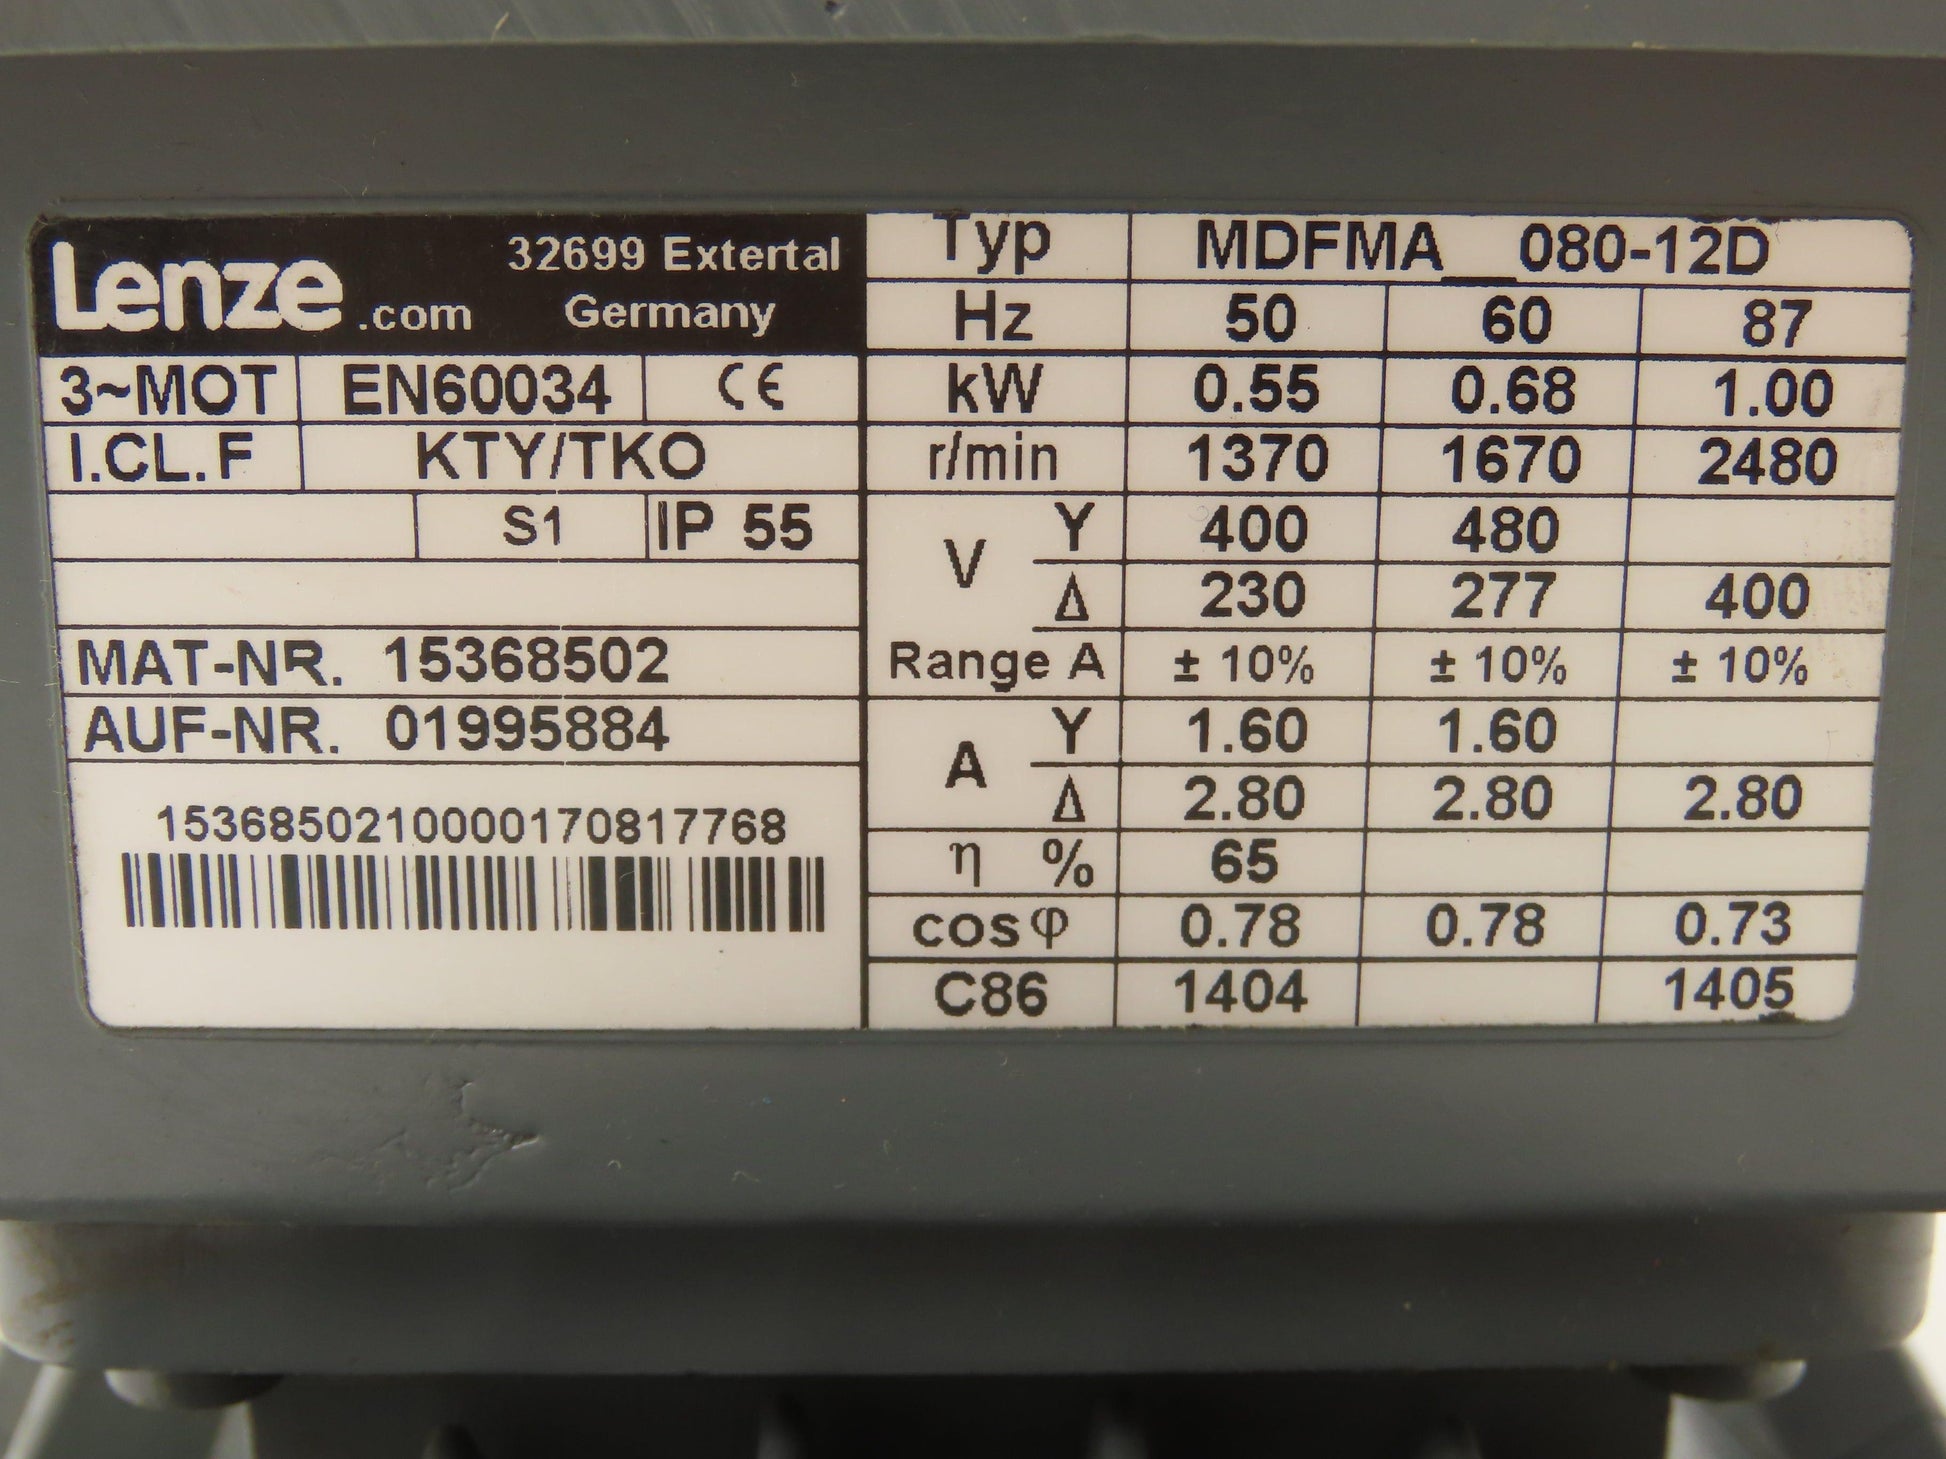 Lenze.com 32699 Extertal
Germany
3~MOT EN60034 CE
I.CL.F KTY/TKO
S1 IP 55
MAT-NR. 15368502
AUF-NR. 01995884
1536850210000170817768
Typ MDFMA__080-12D
Hz 50 60 87
kW 0.55 0.68 1.00
r/min 1370 1670 2480
V Y 400 480
Δ 230 277 400
Range A ± 10% ± 10% ± 10%
A Y 1.60 1.60
Δ 2.80 2.80 2.80
η % 65
cosφ 0.78 0.78 0.73
C86 1404 1405